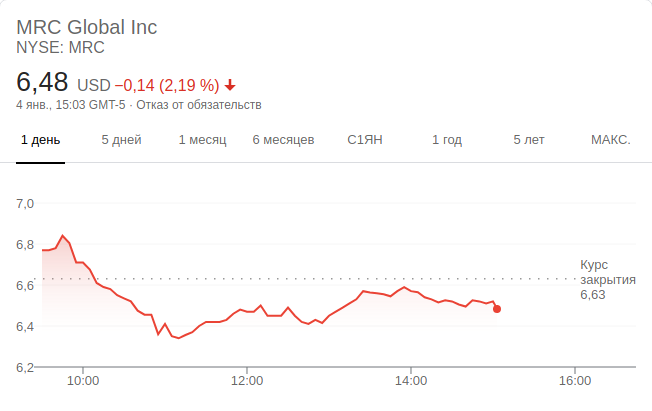 MRC Global Inc
NYSE: MRC
6,48 USD −0,14 (2,19 %)
4 янв., 15:03 GMT-5 · Отказ от обязательств
1 день 5 дней 1 месяц 6 месяцев С1ЯН 1 год 5 лет МАКС.
7,0
6,8
6,6
6,4
6,2
Курс
закрытия
6,63
10:00 12:00 14:00 16:00